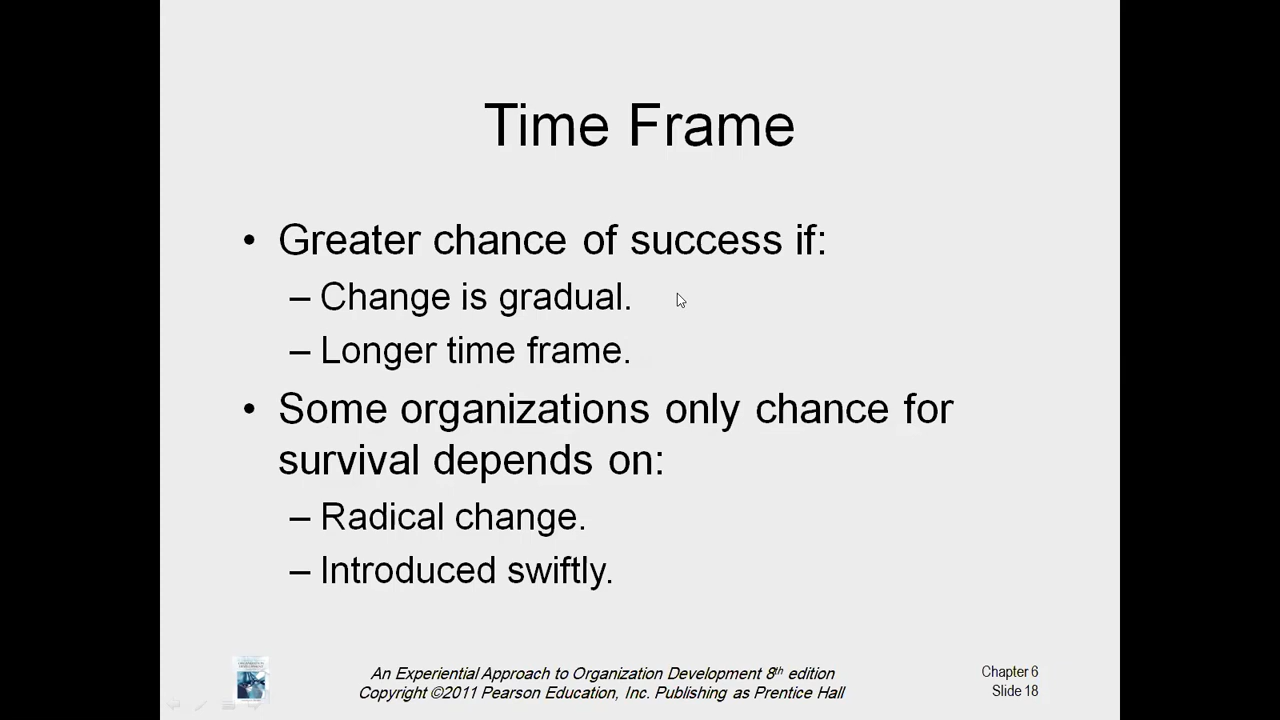 Time Frame
• Greater chance of success if:
– Change is gradual.
– Longer time frame.
• Some organizations only chance for
survival depends on:
– Radical change.
– Introduced swiftly.
An Experiential Approach to Organization Development 8th edition
Copyright ©2011 Pearson Education, Inc. Publishing as Prentice Hall
Chapter 6
Slide 18